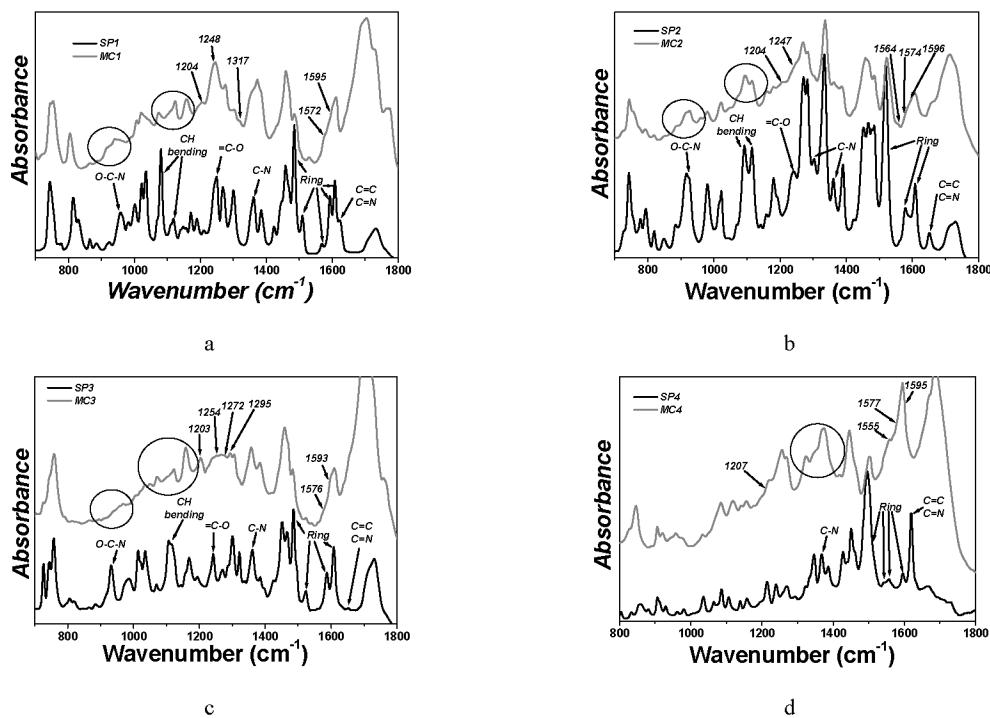 SP1
MC1
1204
1248
1317
1595
1572
CH
bending
O-C-N
=C-O
C-N
Ring
C=C
C=N
Absorbance
800 1000 1200 1400 1600 1800
Wavenumber (cm-1)
a
SP2
MC2
1204
1247
1564
1574
1596
CH
bending
=C-O
O-C-N
C-N
Ring
C=C
C=N
Absorbance
800 1000 1200 1400 1600 1800
Wavenumber (cm-1)
b
SP3
MC3
1203
1254
1272
1295
1593
1576
CH
bending
O-C-N
=C-O
C-N
Ring
C=C
C=N
Absorbance
800 1000 1200 1400 1600 1800
Wavenumber (cm-1)
c
SP4
MC4
1595
1577
1555
1207
C=C
C=N
Ring
C-N
Absorbance
800 1000 1200 1400 1600 1800
Wavenumber (cm-1)
d